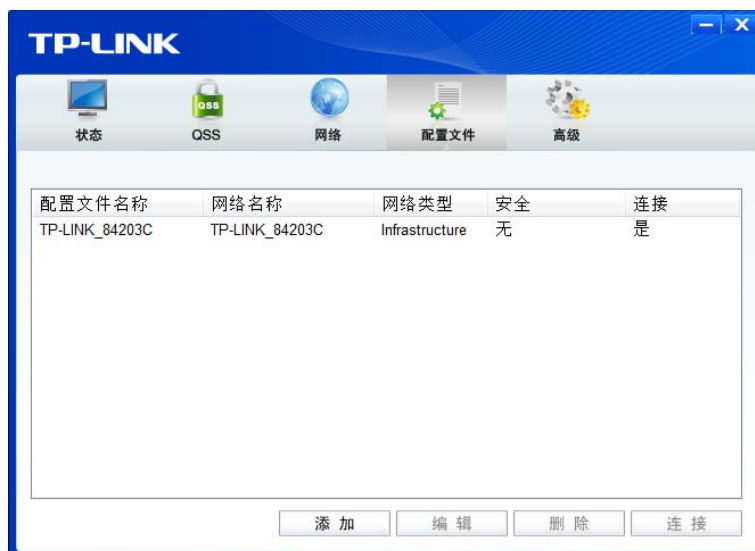 TP-LINK
QSS
状态 QSS 网络 配置文件 高级
配置文件名称 网络名称 网络类型 安全 连接
TP-LINK_84203C TP-LINK_84203C Infrastructure 无 是
添加 编辑 删除 连接